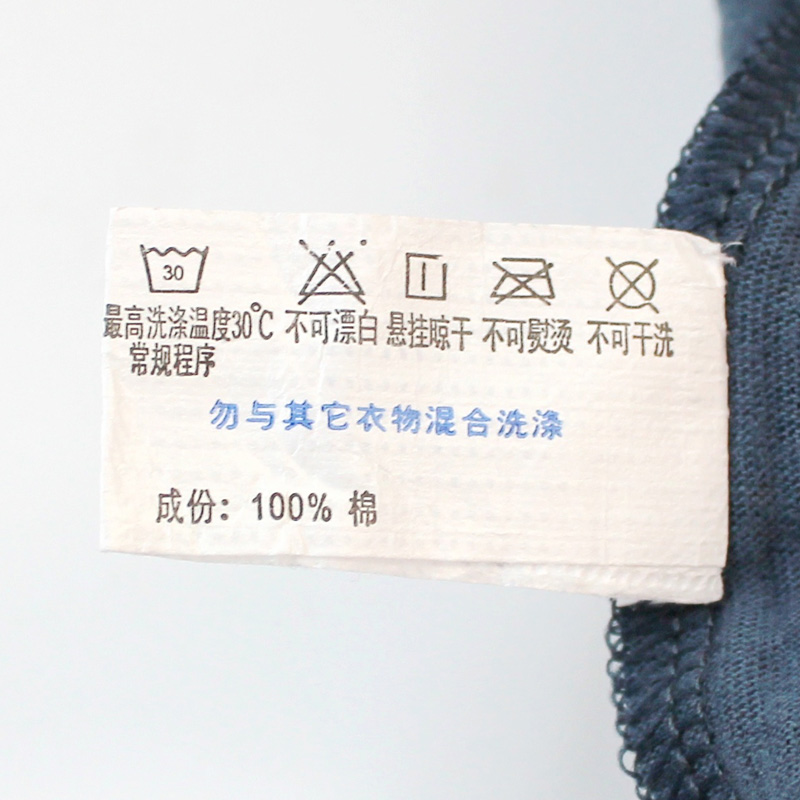 30
最高洗涤温度30℃ 不可漂白 悬挂晾干 不可熨烫 不可干洗
常规程序
勿与其它衣物混合洗涤
成份：100% 棉